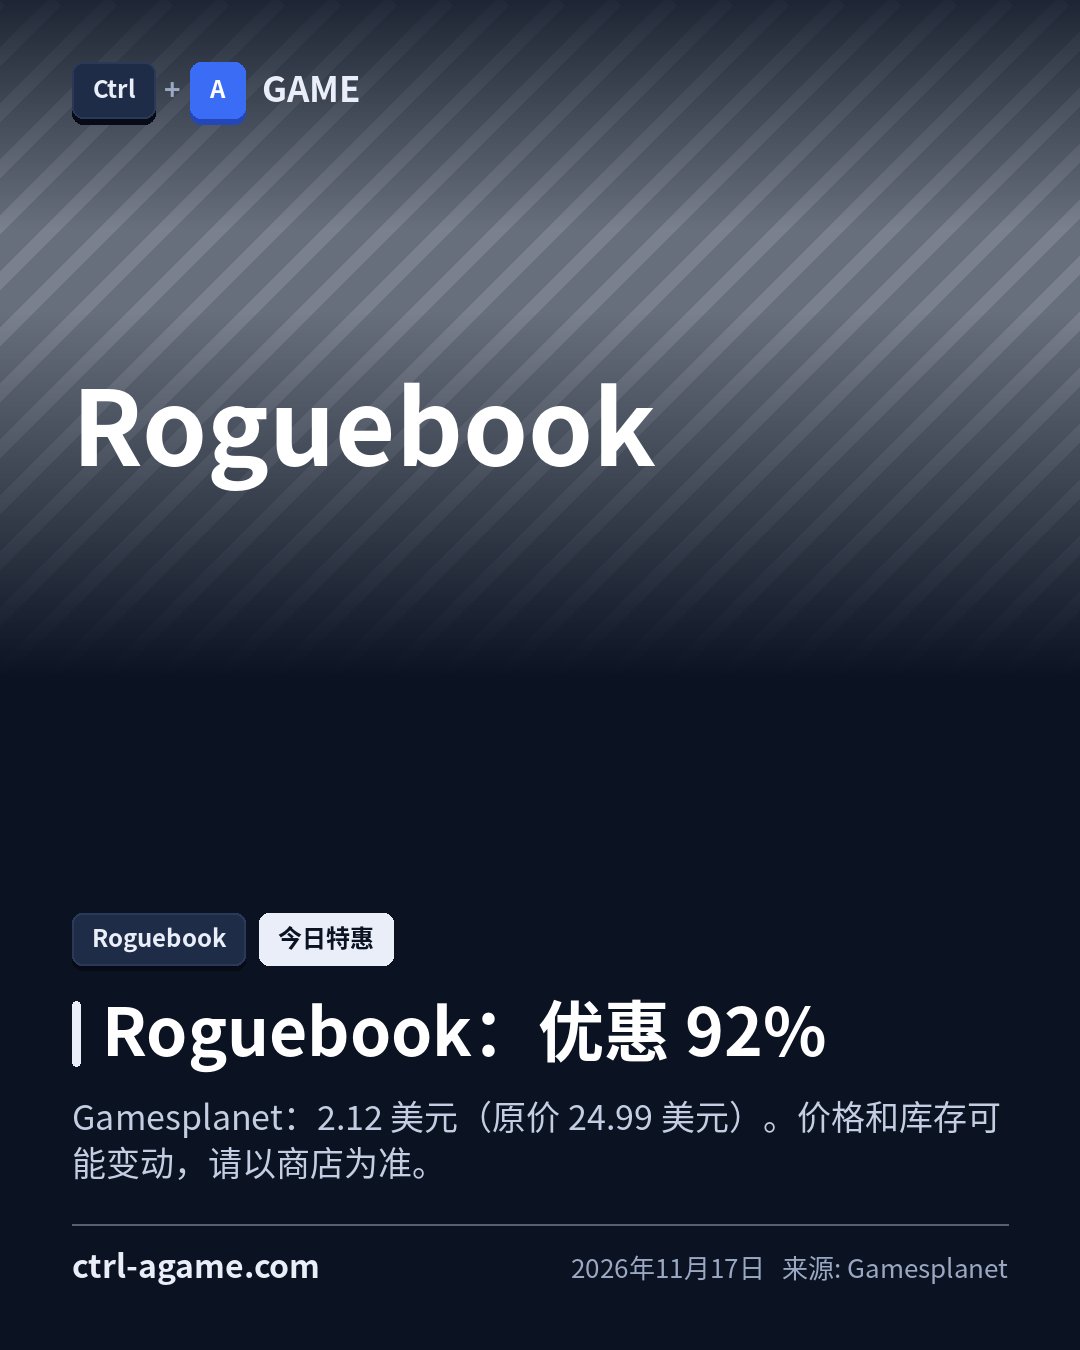 Ctrl + A GAME
Roguebook
Roguebook 今日特惠
Roguebook：优惠 92%
Gamesplanet：2.12 美元（原价 24.99 美元）。价格和库存可
能变动，请以商店为准。
ctrl-agame.com 2026年11月17日 来源: Gamesplanet